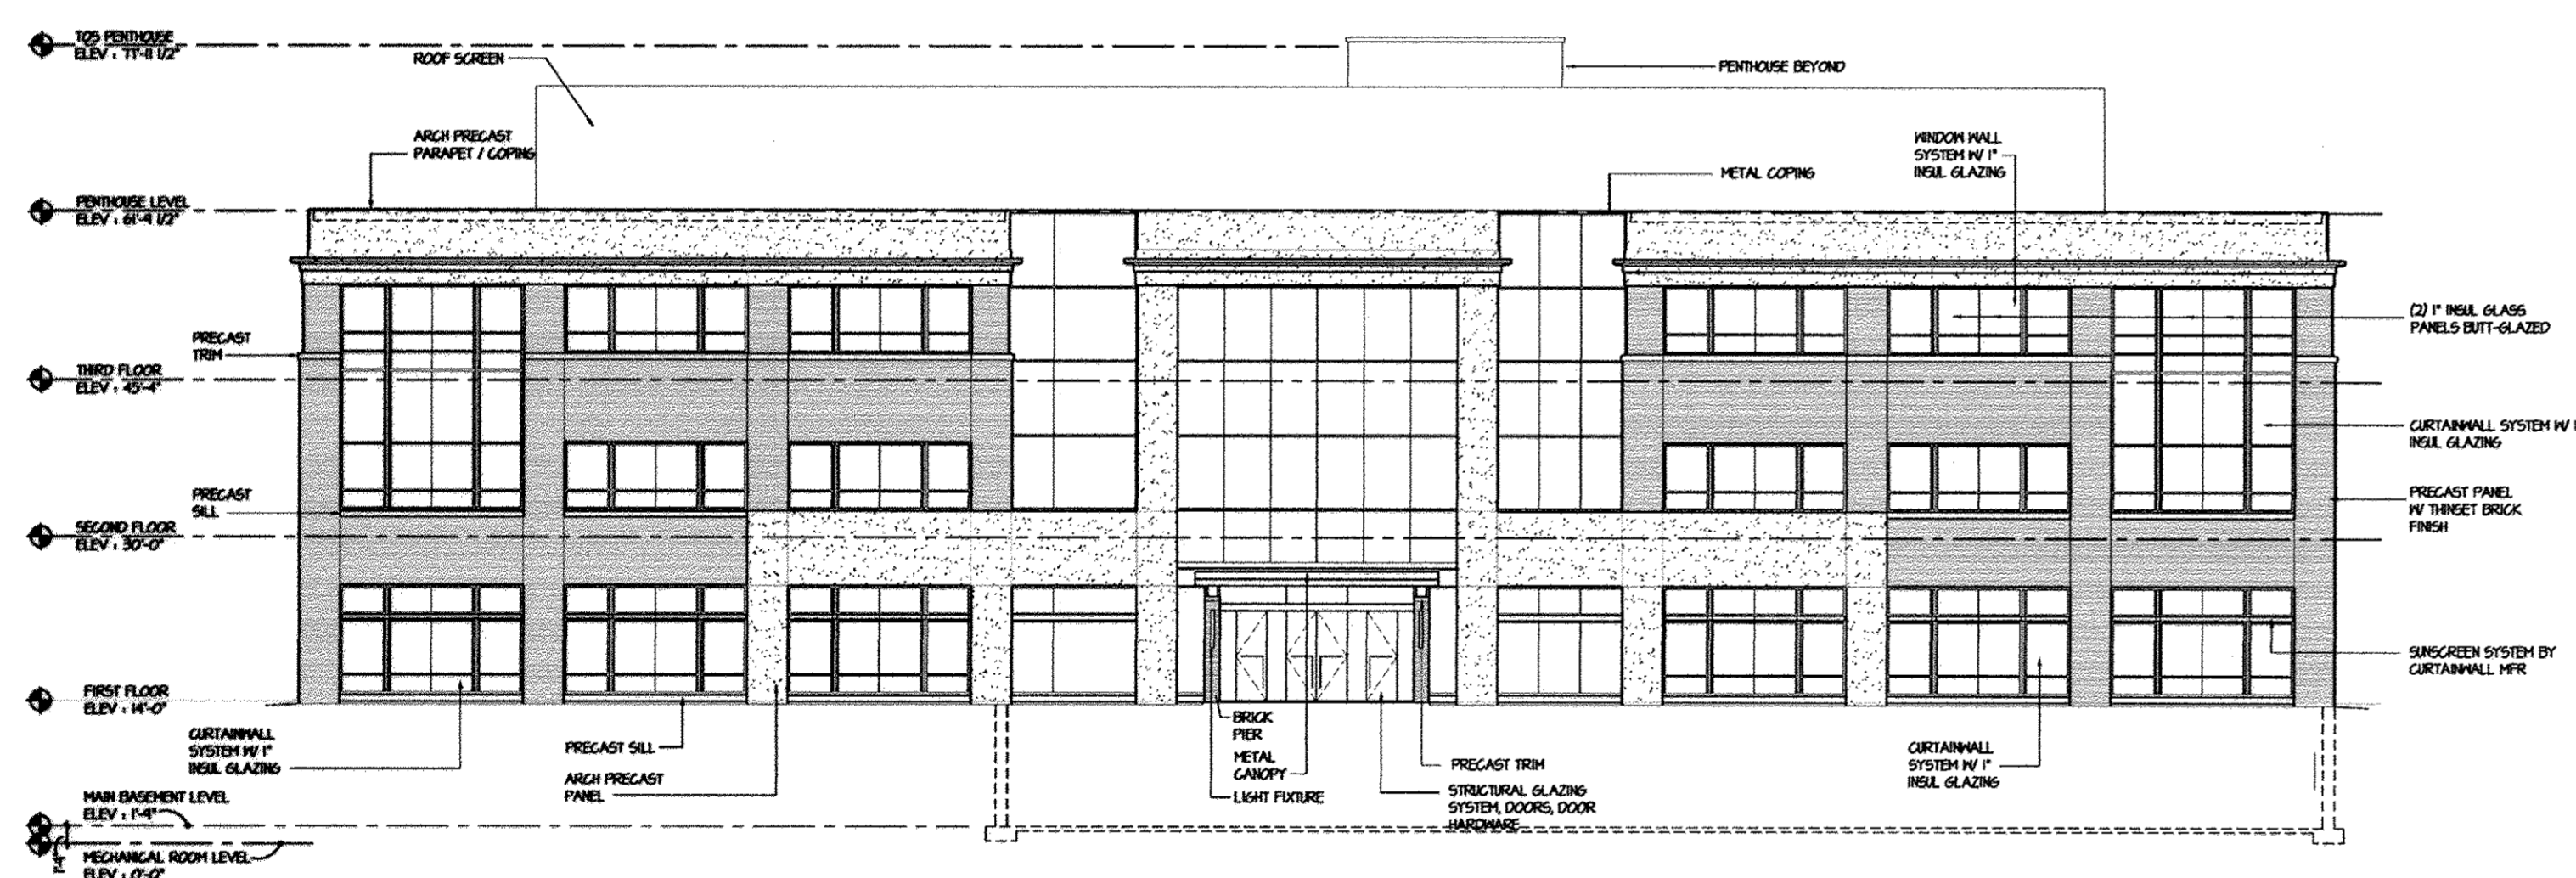 TOS PENTHOUSE
ELEV : 77'-11 1/2"
ROOF SCREEN
PENTHOUSE BEYOND
ARCH PRECAST
PARAPET / COPING
WINDOW WALL
SYSTEM W/ 1"
INSUL GLAZING
METAL COPING
PENTHOUSE LEVEL
ELEV : 61'-9 1/2"
(2) 1" INSUL GLASS
PANELS BUTT-GLAZED
PRECAST
TRIM
THIRD FLOOR
ELEV : 45'-4"
CURTAINWALL SYSTEM W/ 1
INSUL GLAZING
PRECAST
SILL
PRECAST PANEL
W/ THINSET BRICK
FINISH
SECOND FLOOR
ELEV : 30'-0"
SUNSCREEN SYSTEM BY
CURTAINWALL MFR
FIRST FLOOR
ELEV : 14'-0"
CURTAINWALL
SYSTEM W/ 1"
INSUL GLAZING
PRECAST SILL
ARCH PRECAST
PANEL
BRICK
PIER
METAL
CANOPY
LIGHT FIXTURE
PRECAST TRIM
STRUCTURAL GLAZING
SYSTEM, DOORS, DOOR
HARDWARE
CURTAINWALL
SYSTEM W/ 1"
INSUL GLAZING
MAIN BASEMENT LEVEL
ELEV : 1'-4"
MECHANICAL ROOM LEVEL
ELEV : 0'-0"